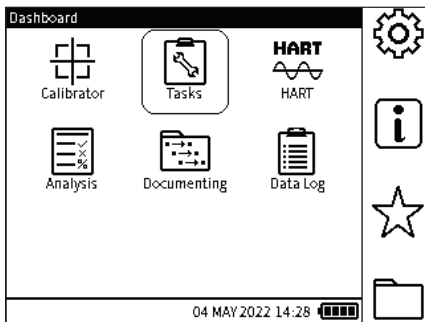 Dashboard
HART
Calibrator Tasks HART
Analysis Documenting Data Log
04 MAY 2022 14:28